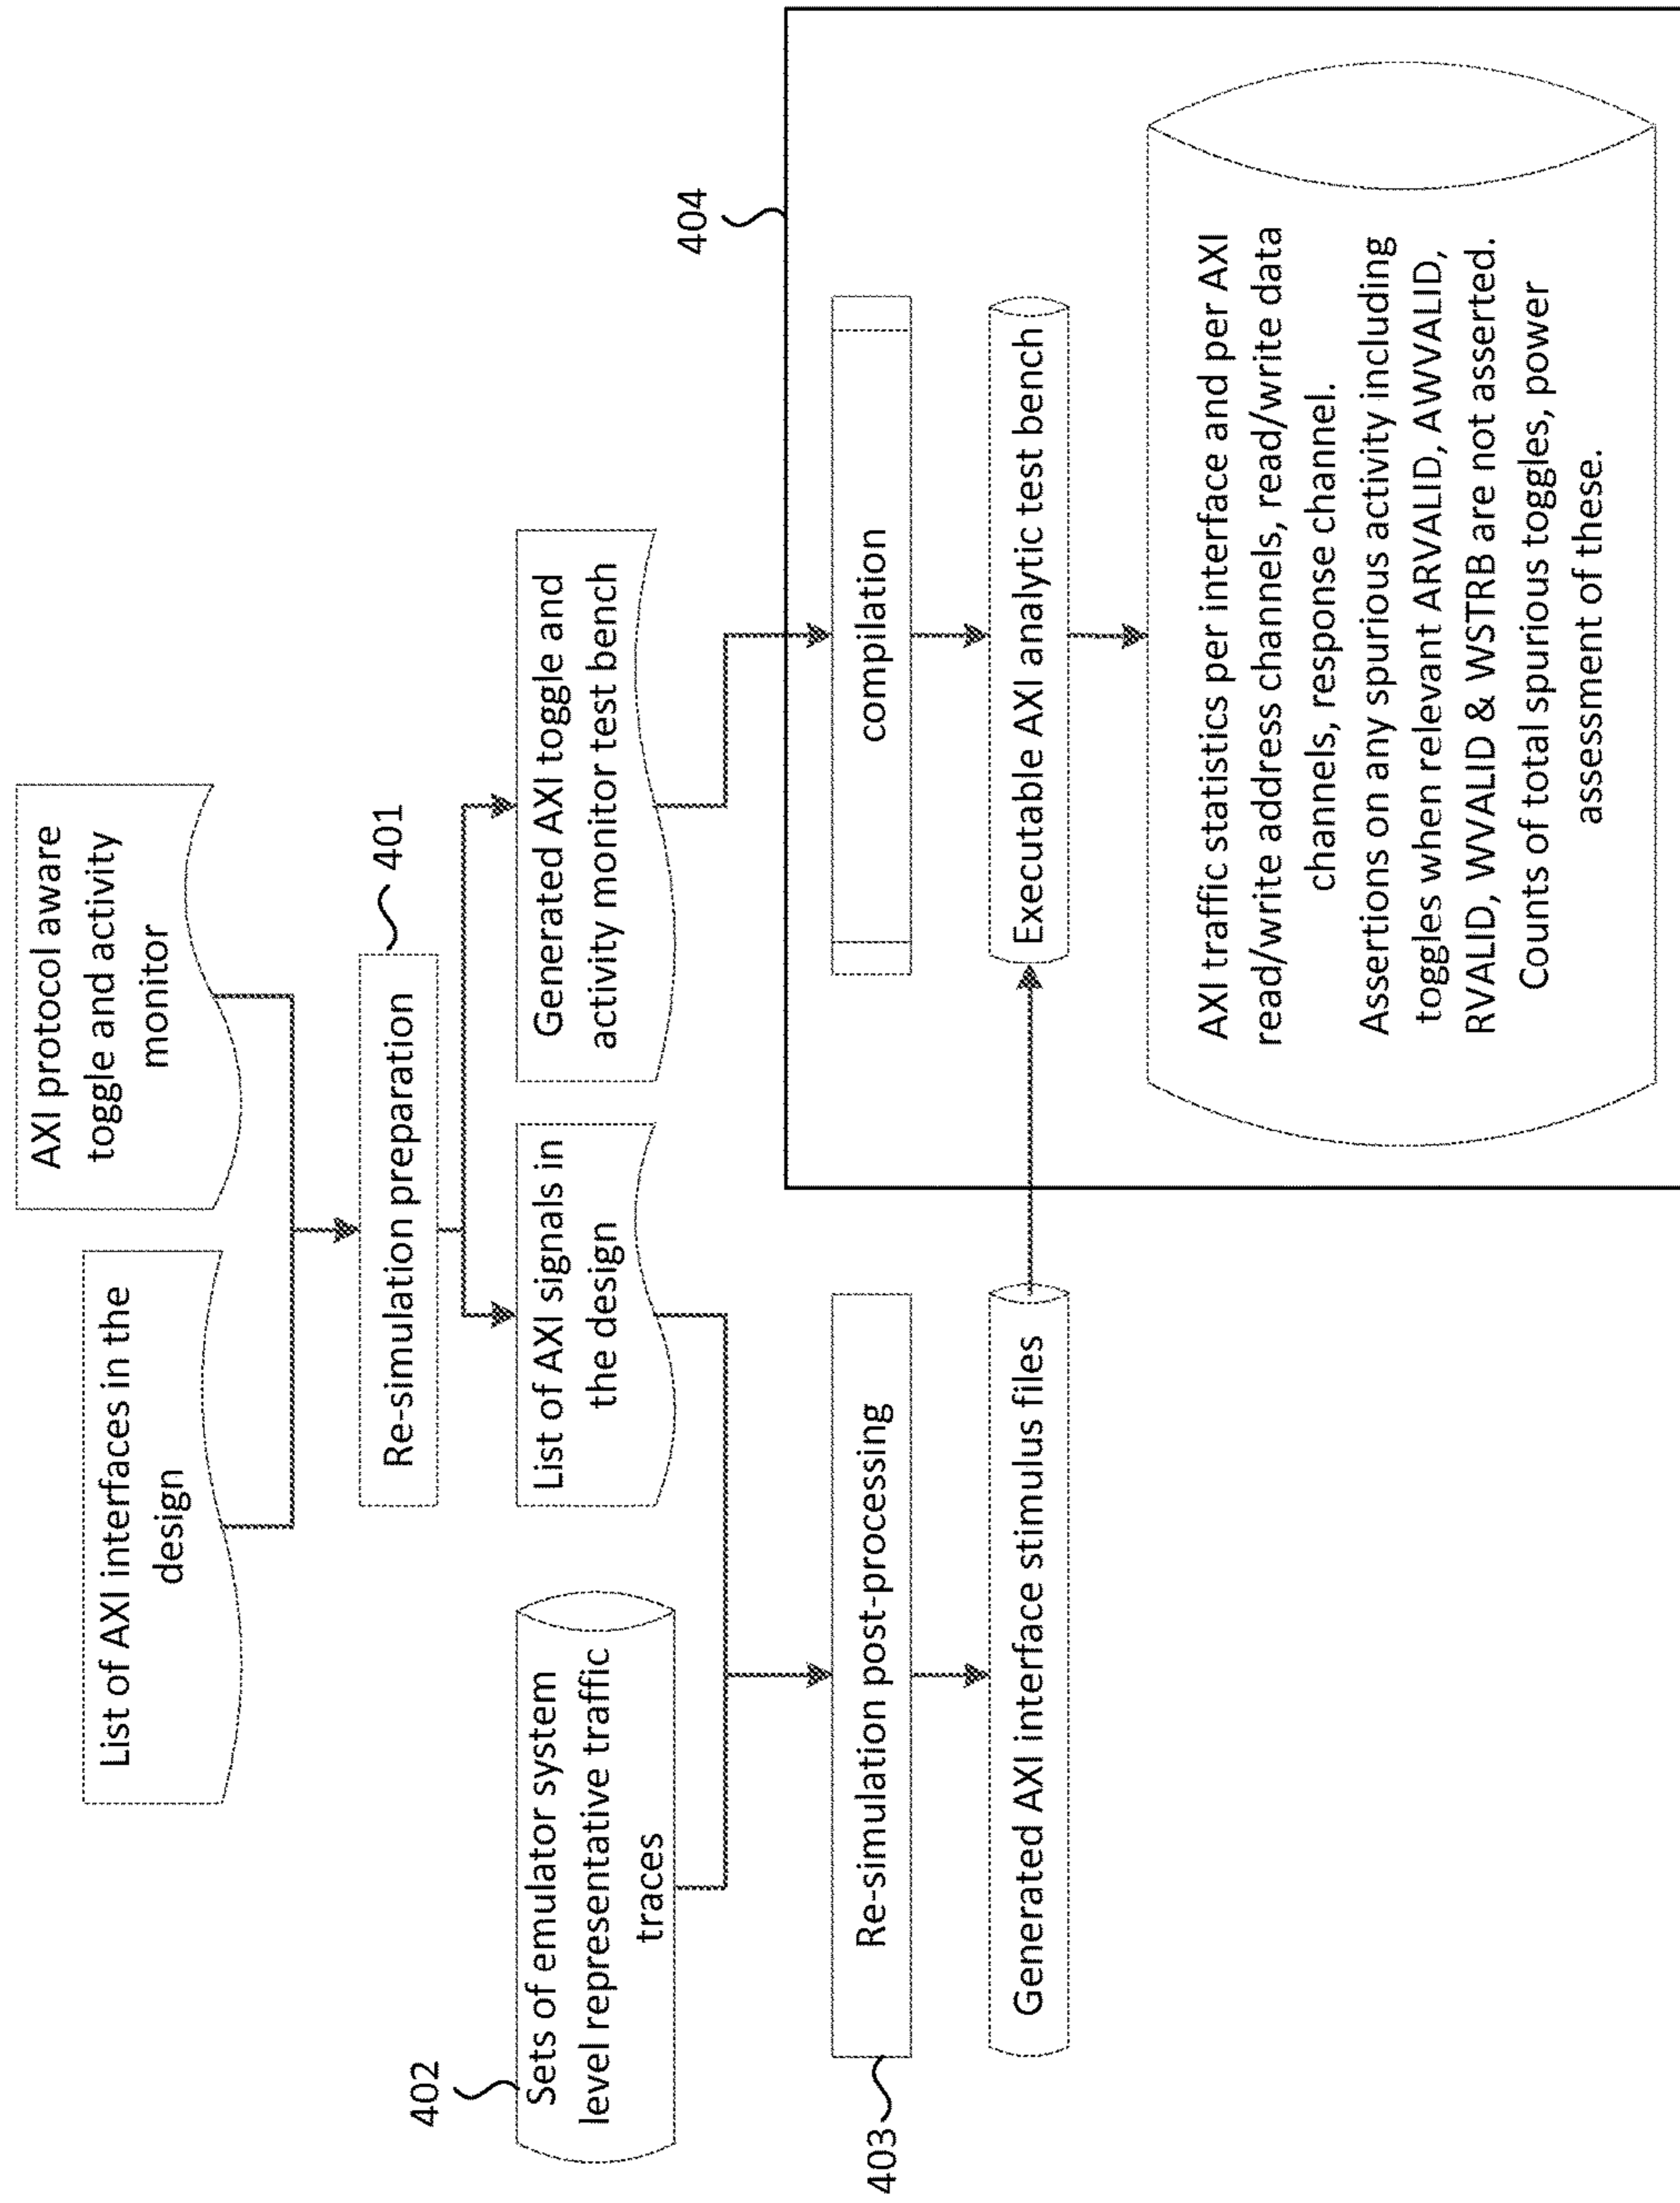 List of AXI interfaces in the
design
AXI protocol aware
toggle and activity
monitor
Re-simulation preparation
401
402
Sets of emulator system
level representative traffic
traces
List of AXI signals in
the design
Generated AXI toggle and
activity monitor test bench
404
403
Re-simulation post-processing
compilation
Generated AXI interface stimulus files
Executable AXI analytic test bench
AXI traffic statistics per interface and per AXI
read/write address channels, read/write data
channels, response channel.
Assertions on any spurious activity including
toggles when relevant ARVALID, AWVALID,
RVALID, WVALID & WSTRB are not asserted.
Counts of total spurious toggles, power
assessment of these.